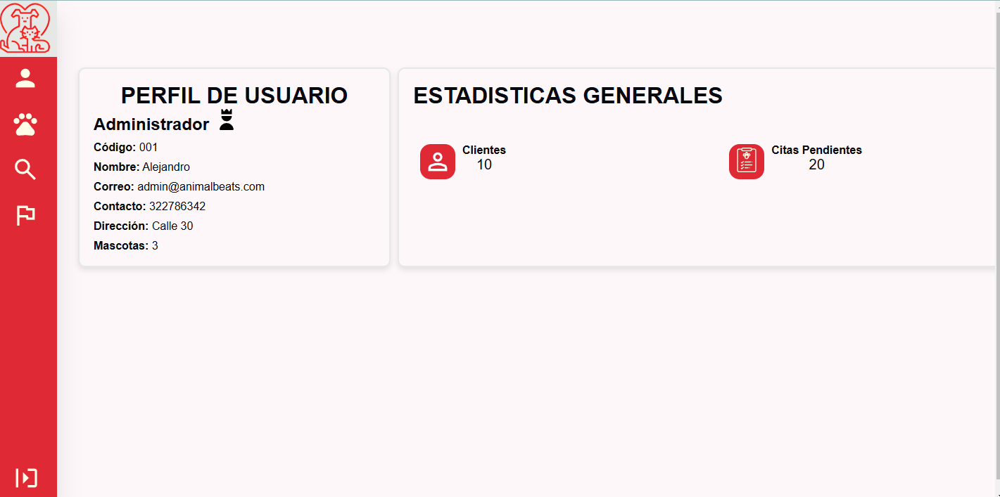 PERFIL DE USUARIO
Administrador
Código: 001
Nombre: Alejandro
Correo: admin@animalbeats.com
Contacto: 322786342
Dirección: Calle 30
Mascotas: 3
ESTADISTICAS GENERALES
Clientes
10
Citas Pendientes
20